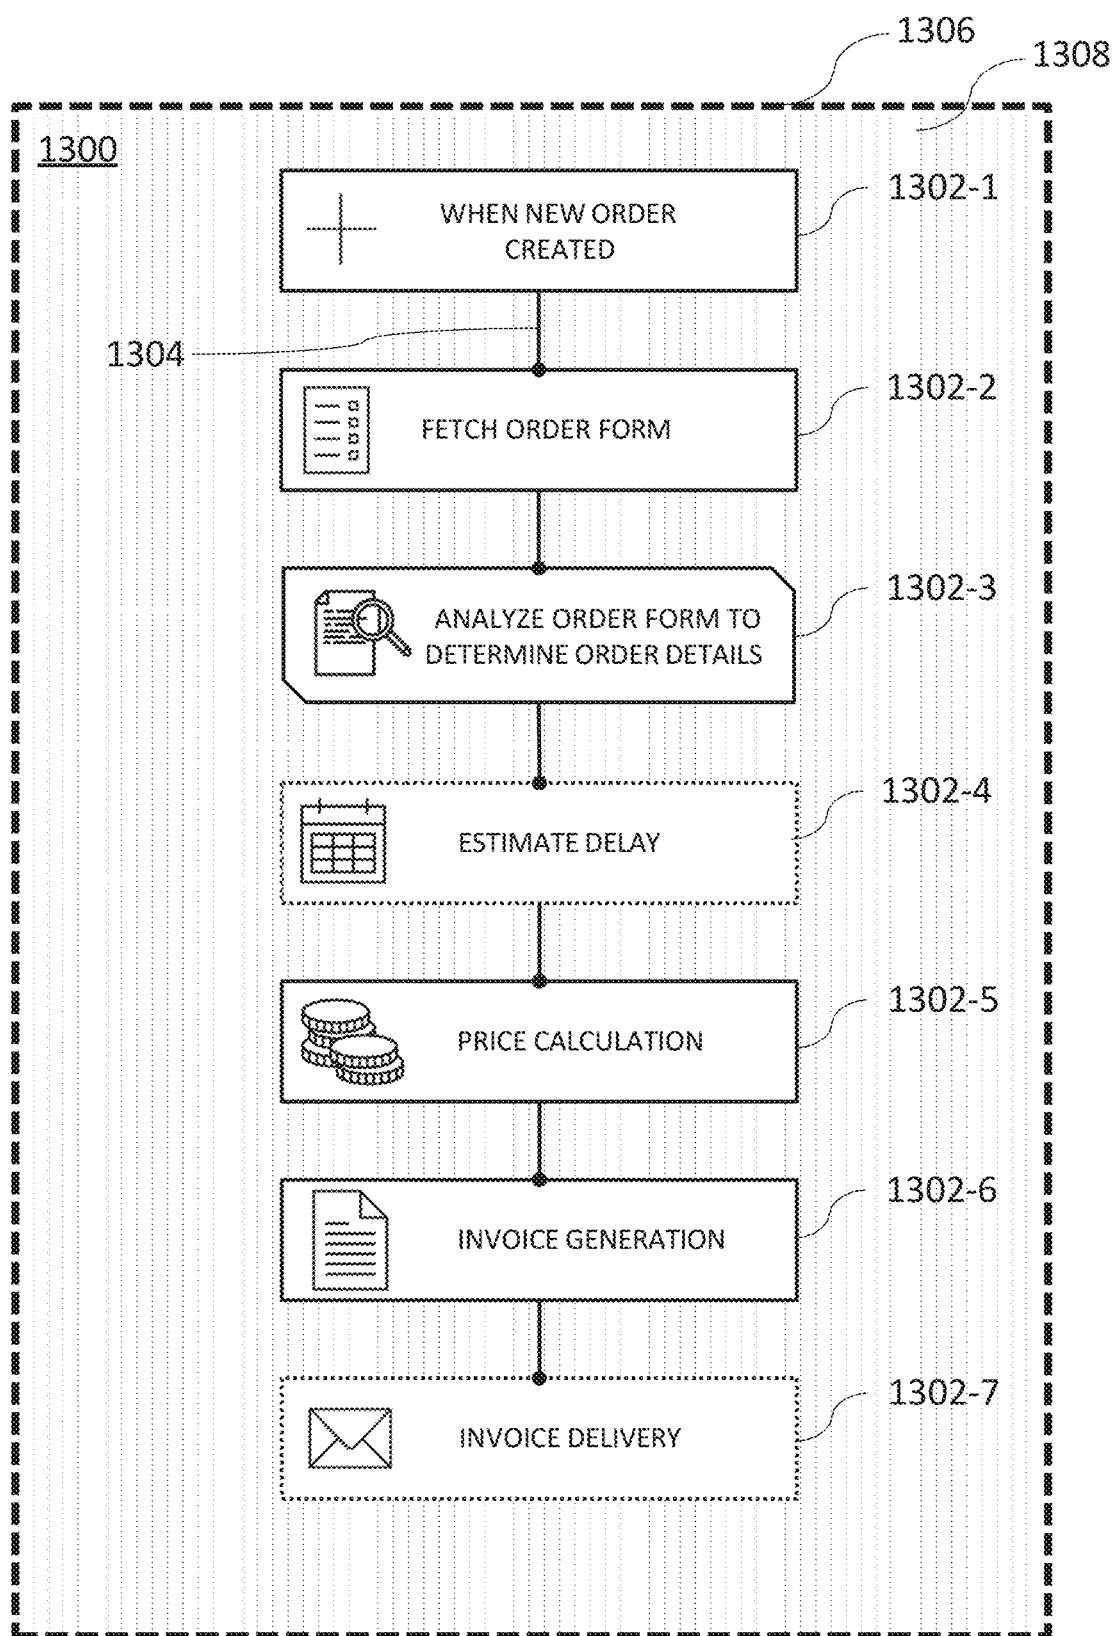 1306
1308
1300
1302-1
WHEN NEW ORDER
CREATED
1304
1302-2
FETCH ORDER FORM
1302-3
ANALYZE ORDER FORM TO
DETERMINE ORDER DETAILS
1302-4
ESTIMATE DELAY
1302-5
PRICE CALCULATION
1302-6
INVOICE GENERATION
1302-7
INVOICE DELIVERY